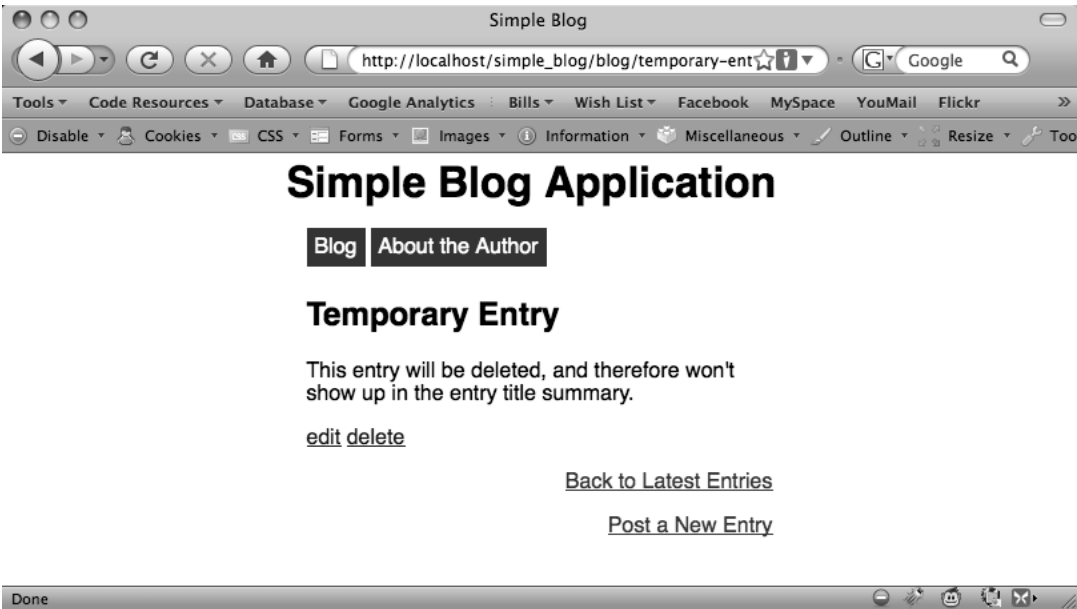 Simple Blog
http://localhost/simple_blog/blog/temporary-ent
G Google
Tools Code Resources Database Google Analytics Bills Wish List Facebook MySpace YouMail Flickr »
Disable Cookies CSS Forms Images Information Miscellaneous Outline Resize Too
Simple Blog Application
Blog About the Author
Temporary Entry
This entry will be deleted, and therefore won't
show up in the entry title summary.
edit delete
Back to Latest Entries
Post a New Entry
Done